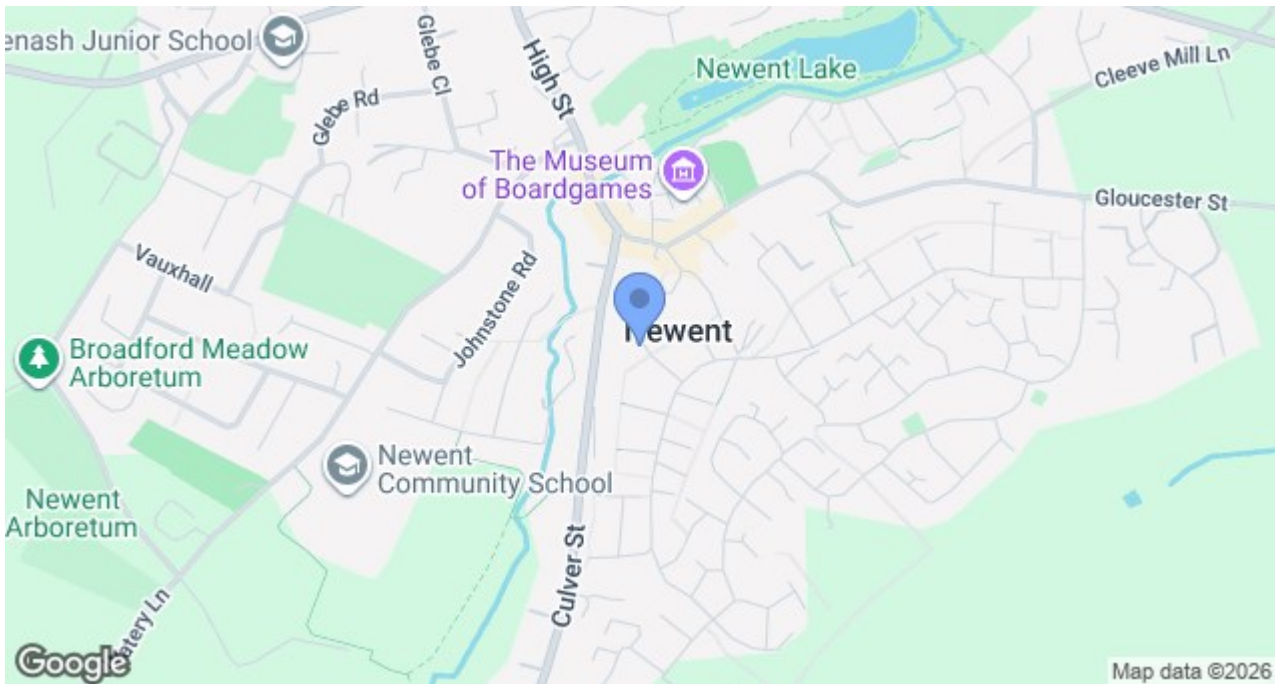 enash Junior School
Glebe Cl
High St
Newent Lake
Cleeve Mill Ln
Glebe Rd
The Museum
of Boardgames
Gloucester St
Vauxhall
Johnstone Rd
Newent
Broadford Meadow
Arboretum
Newent
Community School
Newent
Arboretum
Culver St
atery Ln
Google
Map data ©2026